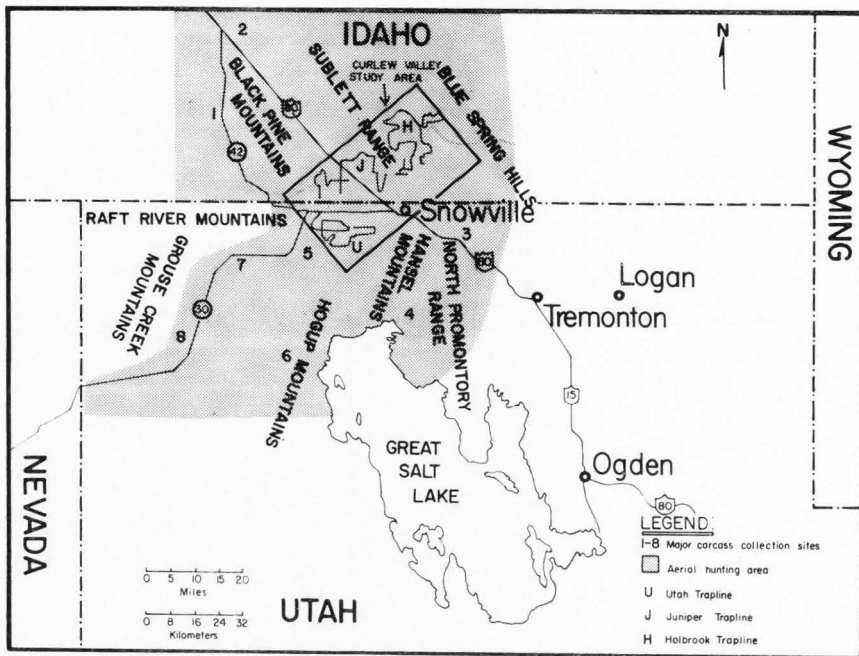 IDAHO
N
2
SUBLETT RANGE
CURLEW VALLEY
STUDY AREA
BLUE SPRING HILLS
BLACK PINE
MOUNTAINS
1
H
42
J
WYOMING
RAFT RIVER MOUNTAINS
Snowville
U
5
3
GROUSE CREEK
MOUNTAINS
7
HANSEL
MOUNTAINS
NORTH PROMONTORY
RANGE
80
Logan
Tremonton
30
4
8
6
HOGUP MOUNTAINS
15
GREAT
SALT
LAKE
Ogden
80
NEVADA
LEGEND:
1-8 Major carcass collection sites
Aerial hunting area
U Utah Trapline
J Juniper Trapline
H Holbrook Trapline
0 5 10 15 20
Miles
0 8 16 24 32
Kilometers
UTAH